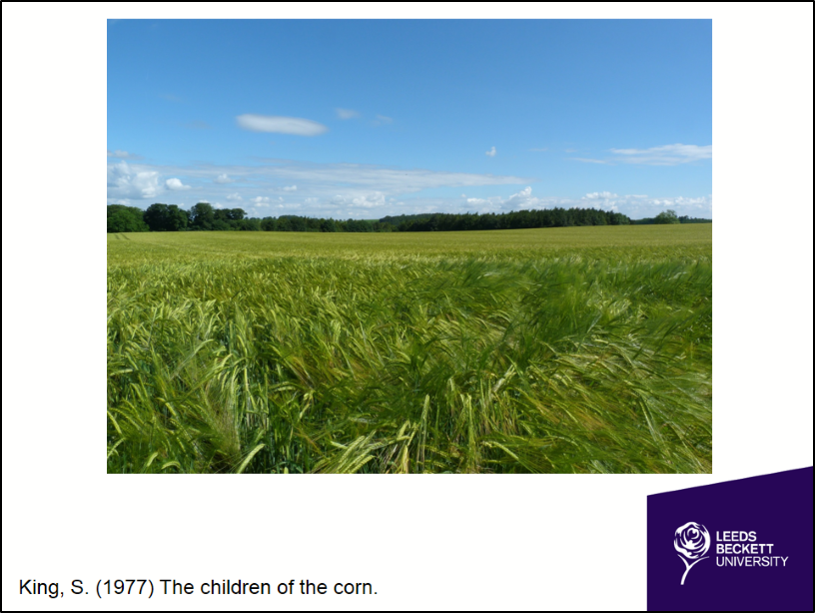 LEEDS
BECKETT
UNIVERSITY
King, S. (1977) The children of the corn.